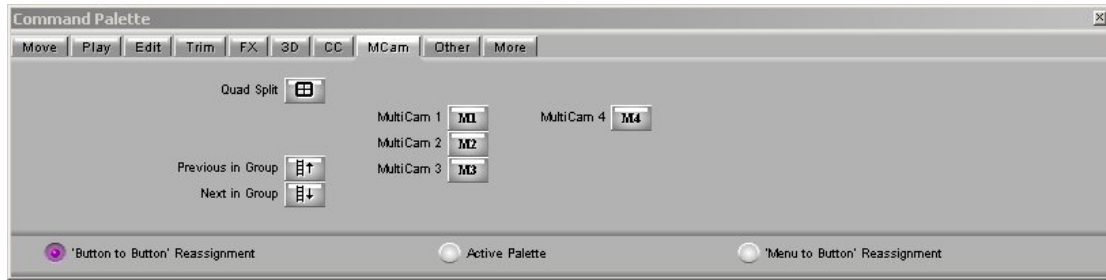 Command Palette
Move Play Edit Trim FX 3D CC MCam Other More
Quad Split
MultiCam 1 M1 MultiCam 4 M4
MultiCam 2 M2
Previous in Group MultiCam 3 M3
Next in Group
'Button to Button' Reassignment Active Palette 'Menu to Button' Reassignment